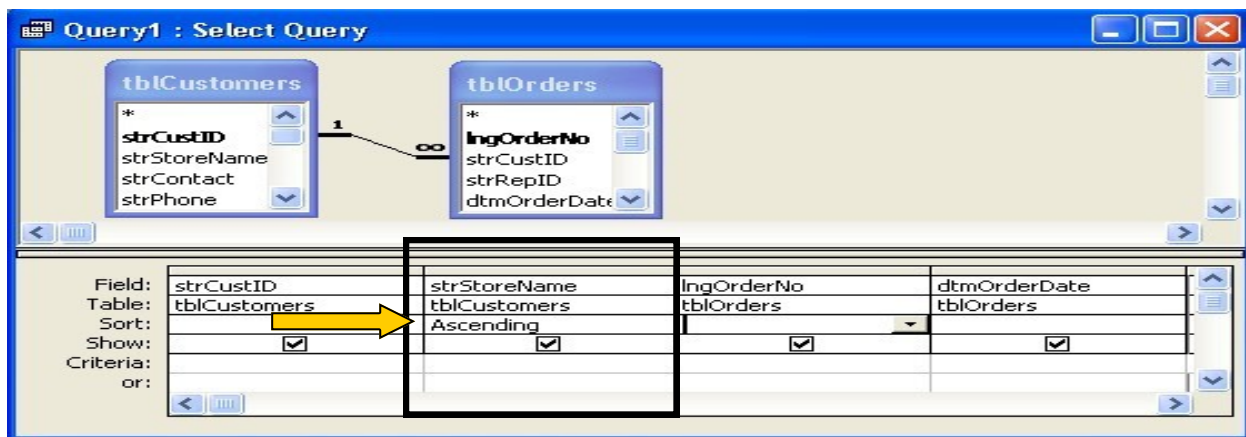 Query1 : Select Query
tblCustomers
*
strCustID
strStoreName
strContact
strPhone
1
∞
tblOrders
*
lngOrderNo
strCustID
strRepID
dtmOrderDate
Field: strCustID strStoreName lngOrderNo dtmOrderDate
Table: tblCustomers tblCustomers tblOrders tblOrders
Sort: Ascending
Show:
Criteria:
or: